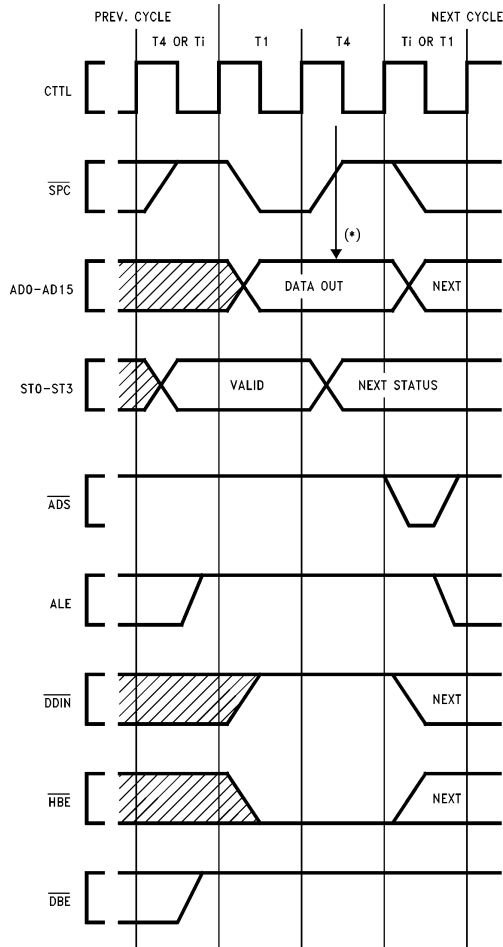 PREV. CYCLE NEXT CYCLE
T4 OR Ti T1 T4 Ti OR T1
CTTL
SPC
(*)
AD0-AD15 DATA OUT NEXT
ST0-ST3 VALID NEXT STATUS
ADS
ALE
DDIN NEXT
HBE NEXT
DBE